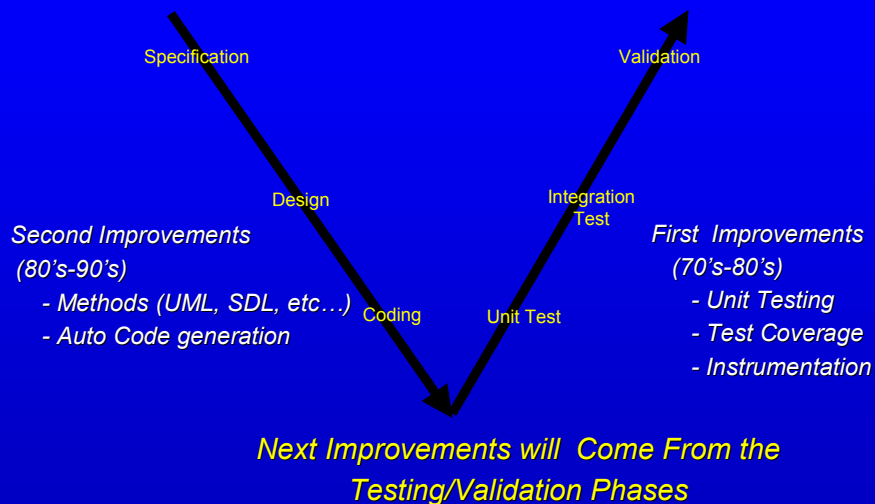 Specification
Validation
Design
Integration
Test
Second Improvements
(80's-90's)
- Methods (UML, SDL, etc…)
- Auto Code generation
First Improvements
(70's-80's)
- Unit Testing
- Test Coverage
- Instrumentation
Coding
Unit Test
Next Improvements will Come From the
Testing/Validation Phases